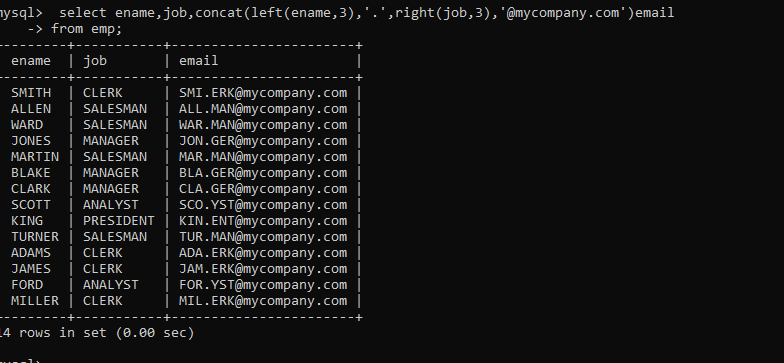 mysql>  select ename,job,concat(left(ename,3),'.',right(job,3),'@mycompany.com')email
    -> from emp;
--------+-----------+-----------------------+
 ename  | job       | email                 |
--------+-----------+-----------------------+
 SMITH  | CLERK     | SMI.ERK@mycompany.com |
 ALLEN  | SALESMAN  | ALL.MAN@mycompany.com |
 WARD   | SALESMAN  | WAR.MAN@mycompany.com |
 JONES  | MANAGER   | JON.GER@mycompany.com |
 MARTIN | SALESMAN  | MAR.MAN@mycompany.com |
 BLAKE  | MANAGER   | BLA.GER@mycompany.com |
 CLARK  | MANAGER   | CLA.GER@mycompany.com |
 SCOTT  | ANALYST   | SCO.YST@mycompany.com |
 KING   | PRESIDENT | KIN.ENT@mycompany.com |
 TURNER | SALESMAN  | TUR.MAN@mycompany.com |
 ADAMS  | CLERK     | ADA.ERK@mycompany.com |
 JAMES  | CLERK     | JAM.ERK@mycompany.com |
 FORD   | ANALYST   | FOR.YST@mycompany.com |
 MILLER | CLERK     | MIL.ERK@mycompany.com |
--------+-----------+-----------------------+
14 rows in set (0.00 sec)